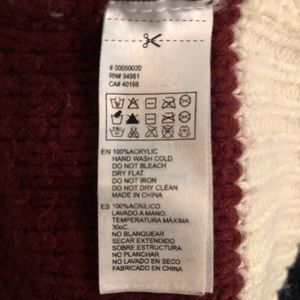 # 00050020
RN# 94981
CA# 40198
EN 100%ACRYLIC
HAND WASH COLD
DO NOT BLEACH
DRY FLAT
DO NOT IRON
DO NOT DRY CLEAN
MADE IN CHINA
ES 100%ACRÍLICO
LAVADO A MANO.
TEMPERATURA MÁXIMA
30oC.
NO BLANQUEAR
SECAR EXTENDIDO
SOBRE ESTRUCTURA
NO PLANCHAR
NO LAVADO EN SECO
FABRICADO EN CHINA